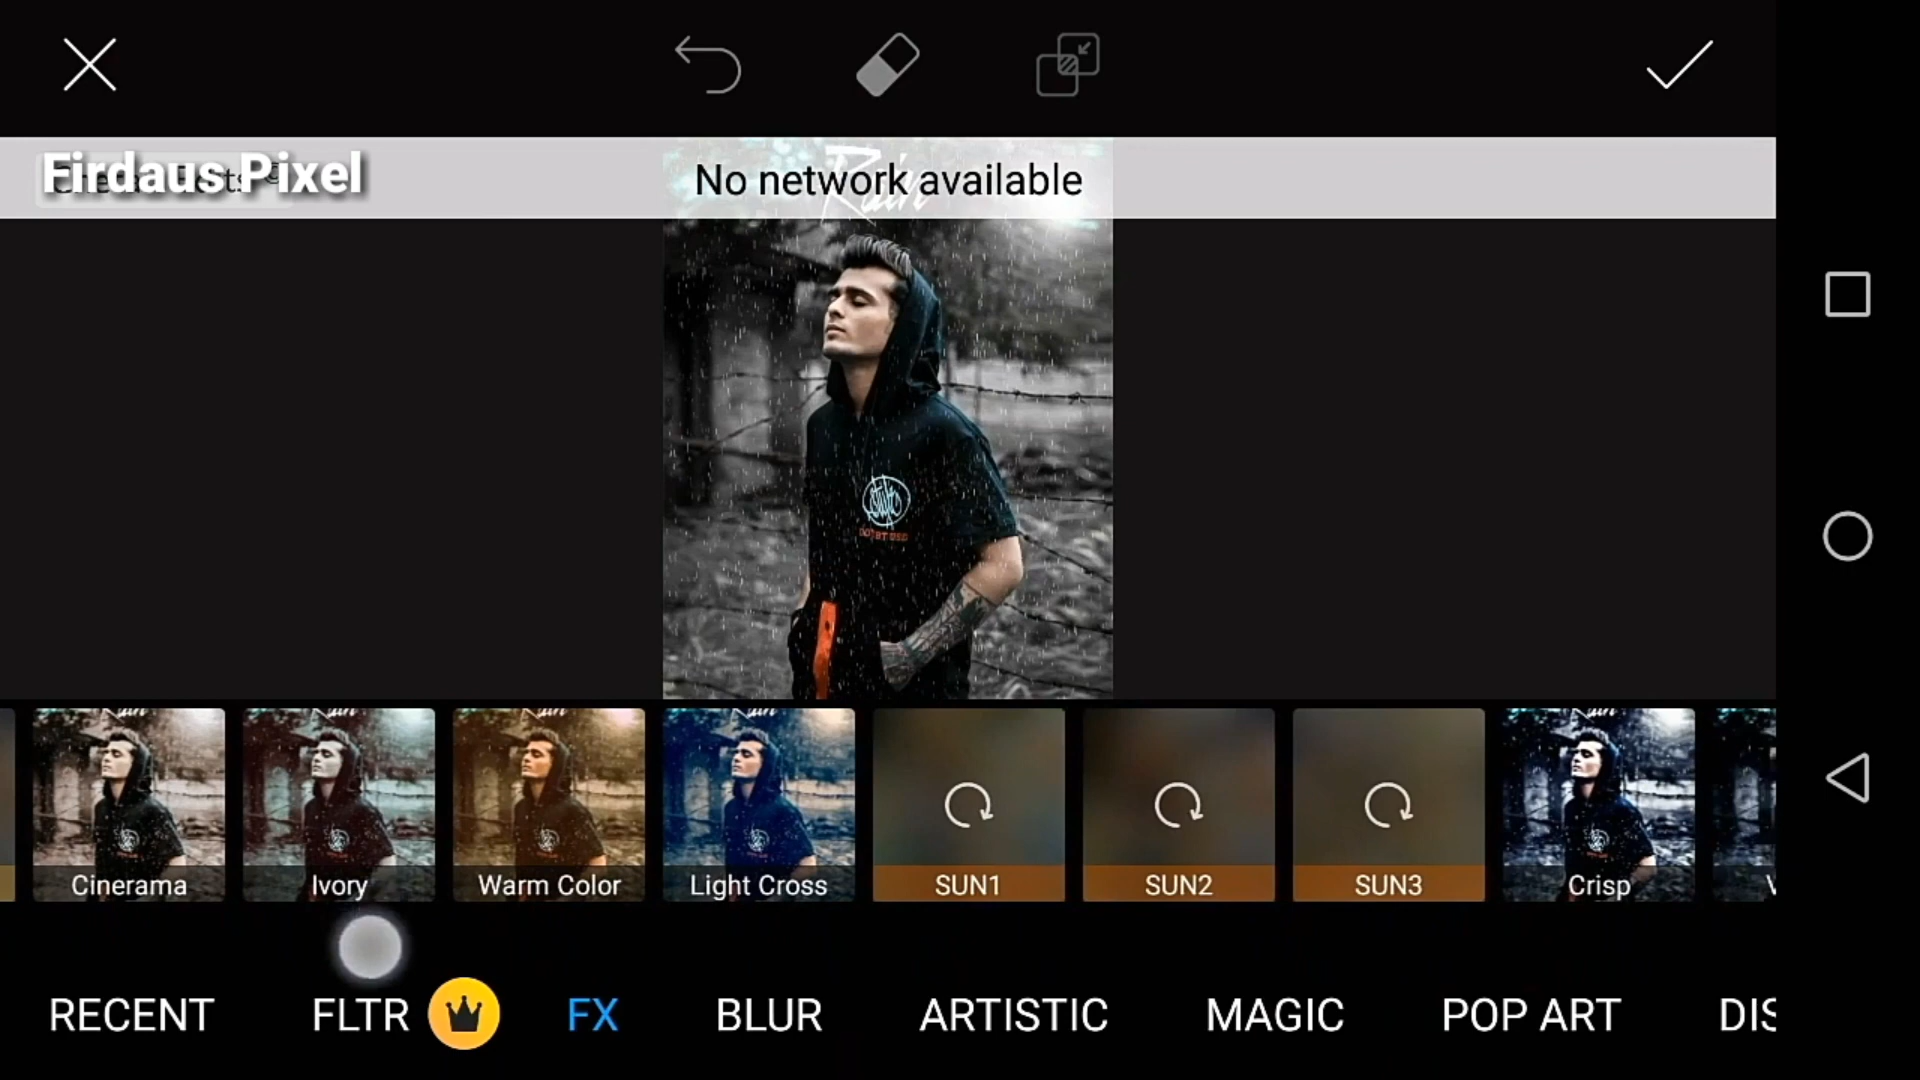 Firdaus Pixel
No network available
Rain
Cinerama
Ivory
Warm Color
Light Cross
SUN1
SUN2
SUN3
Crisp
RECENT
FLTR
FX
BLUR
ARTISTIC
MAGIC
POP ART
DIS